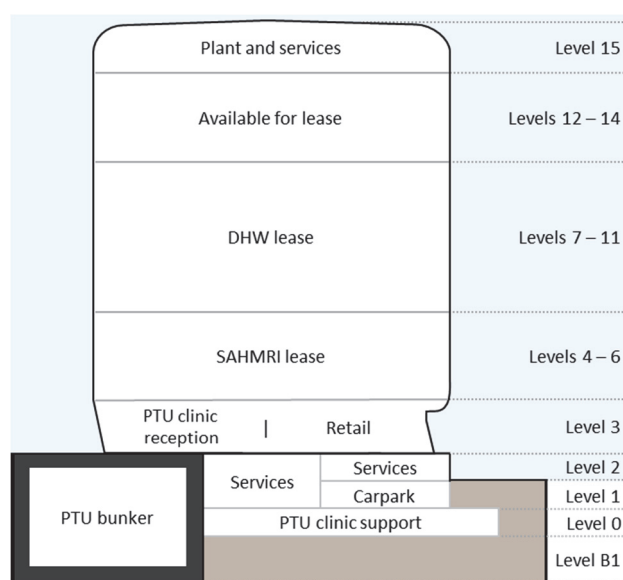 Plant and services
Level 15
Available for lease
Levels 12 – 14
DHW lease
Levels 7 – 11
SAHMRI lease
Levels 4 – 6
PTU clinic
reception
|
Retail
Level 3
Services
Level 2
Services
Carpark
Level 1
PTU bunker
PTU clinic support
Level 0
Level B1